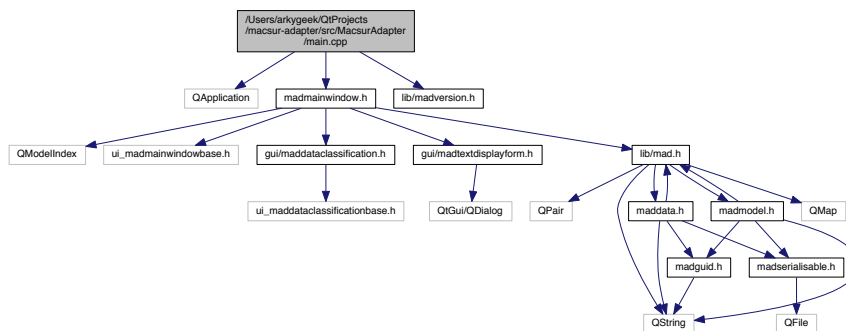 /Users/arkygeek/QtProjects
/macsur-adapter/src/MacsurAdapter
/main.cpp
QApplication
madmainwindow.h
lib/madversion.h
QModelIndex
ui_madmainwindowbase.h
gui/maddataclassification.h
gui/madtextdisplayform.h
lib/mad.h
ui_maddataclassificationbase.h
QtGui/QDialog
QPair
maddata.h
madmodel.h
QMap
madguid.h
madserialisable.h
QString
QFile